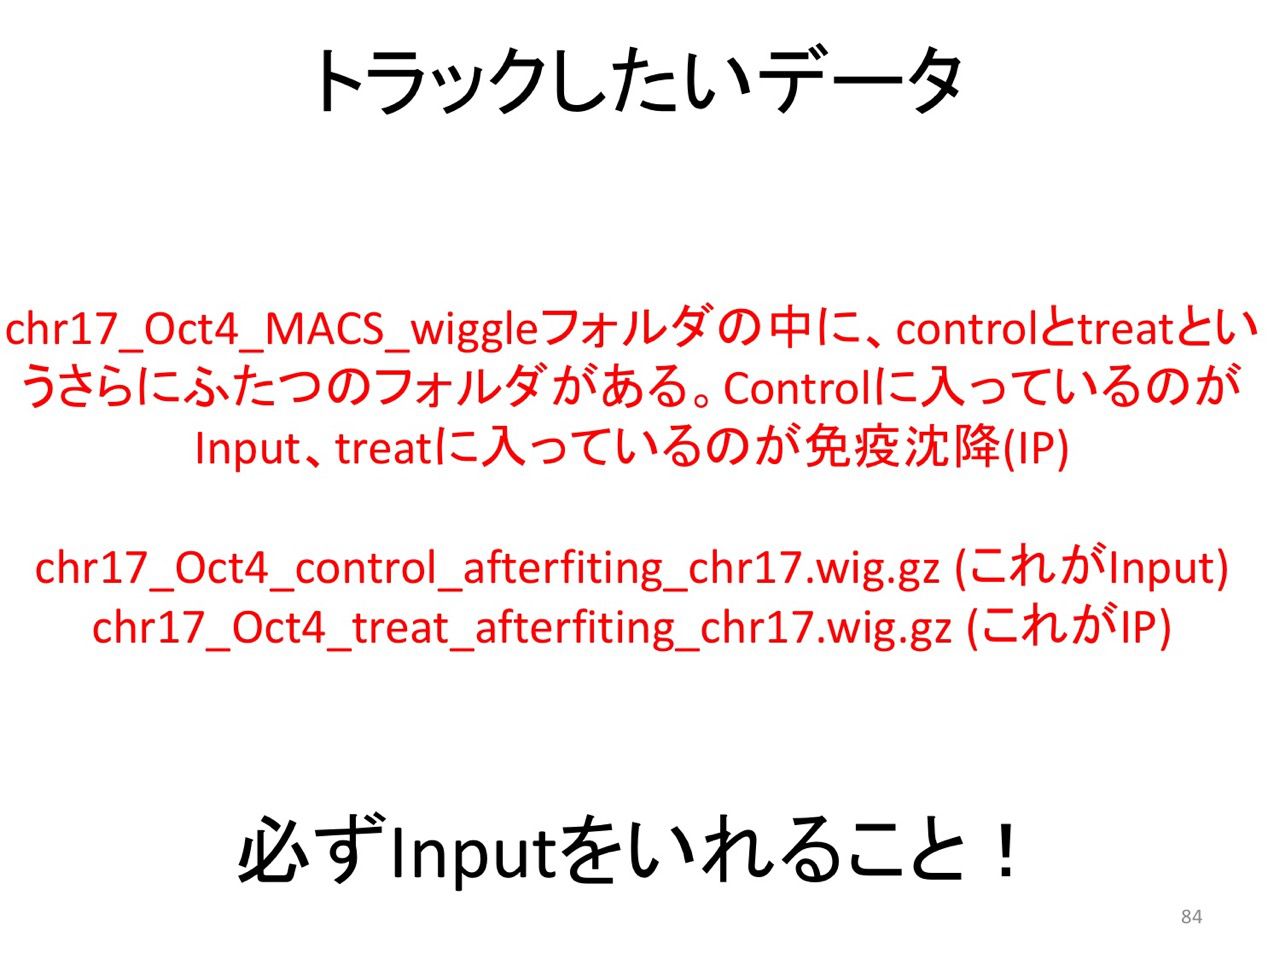 トラックしたいデータ
chr17_Oct4_MACS_wiggleフォルダの中に、controlとtreatとい
うさらにふたつのフォルダがある。Controlに入っているのが
Input、treatに入っているのが免疫沈降(IP)
chr17_Oct4_control_afterfiting_chr17.wig.gz (これがInput)
chr17_Oct4_treat_afterfiting_chr17.wig.gz (これがIP)
必ずInputをいれること！
84